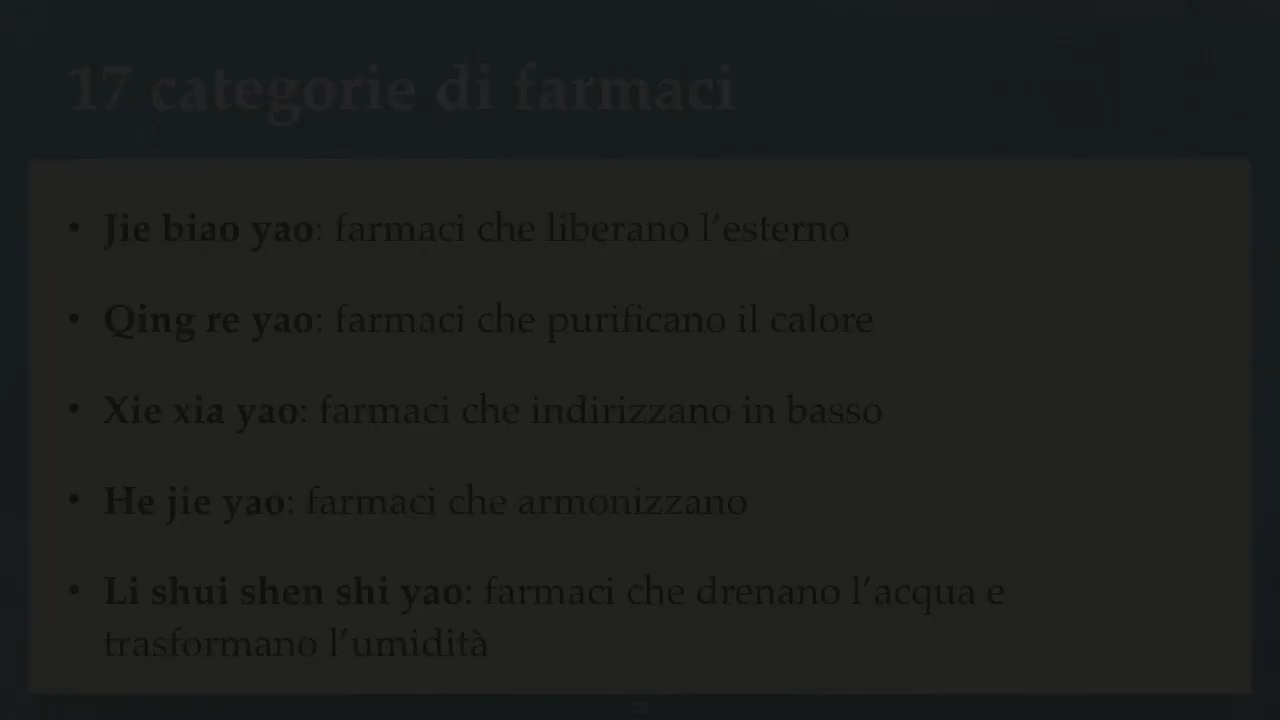 17 categorie di farmaci
• Jie biao yao: farmaci che liberano l’esterno
• Qing re yao: farmaci che purificano il calore
• Xie xia yao: farmaci che indirizzano in basso
• He jie yao: farmaci che armonizzano
• Li shui shen shi yao: farmaci che drenano l’acqua e
trasformano l’umidità